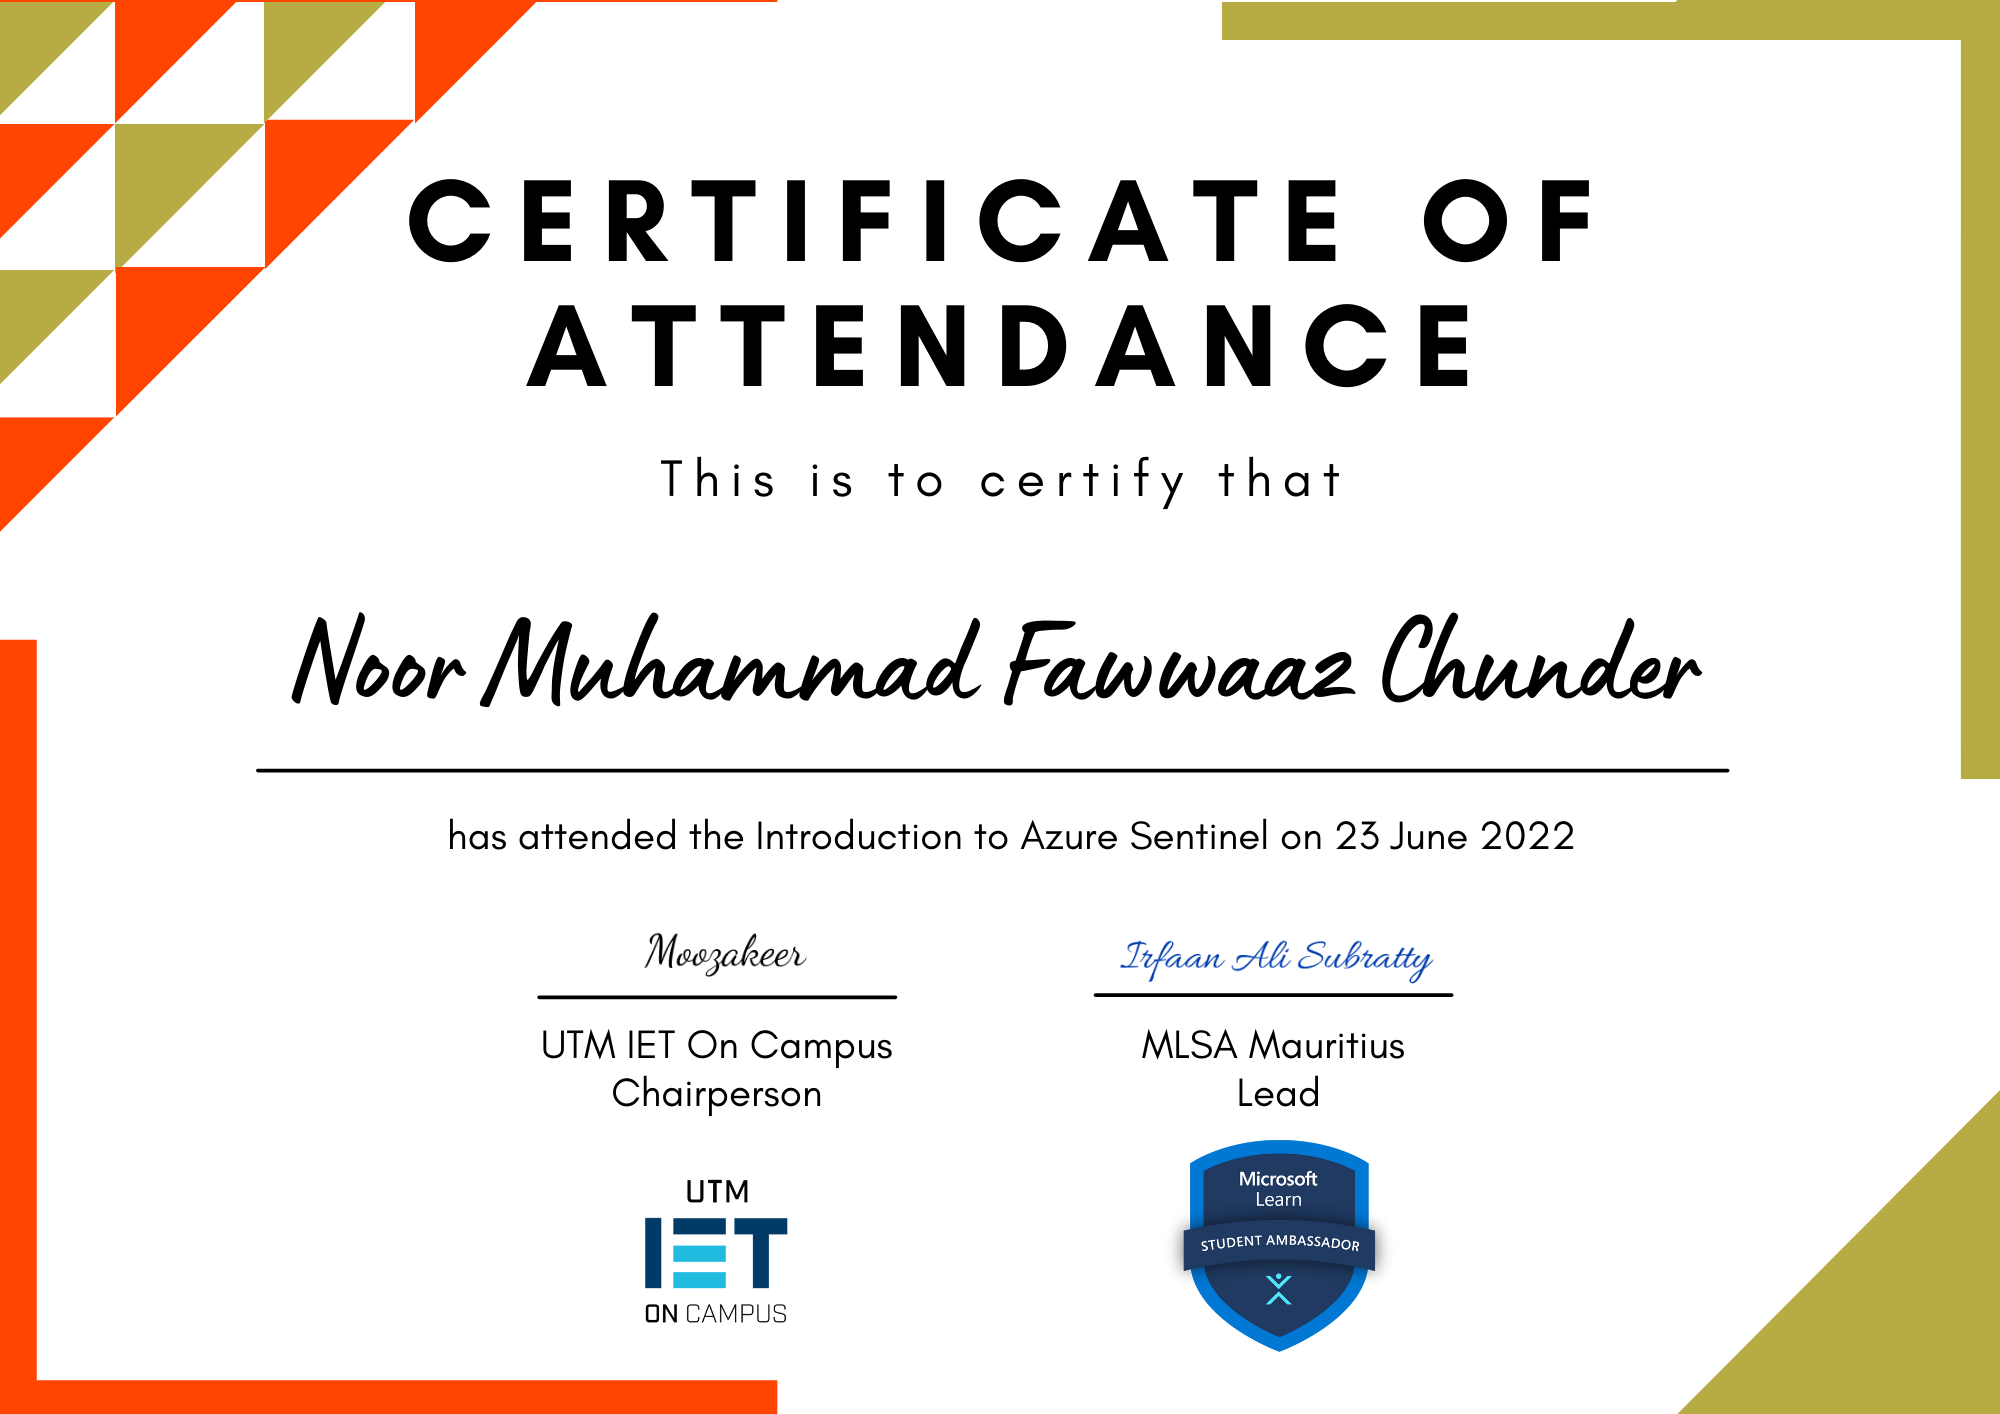 CERTIFICATE OF
ATTENDANCE
This is to certify that
Noor Muhammad Fawwaaz Chunder
has attended the Introduction to Azure Sentinel on 23 June 2022
Moozakeer
UTM IET On Campus
Chairperson
UTM
IET
ON CAMPUS
Irfaan Ali Subratty
MLSA Mauritius
Lead
Microsoft
Learn
STUDENT AMBASSADOR